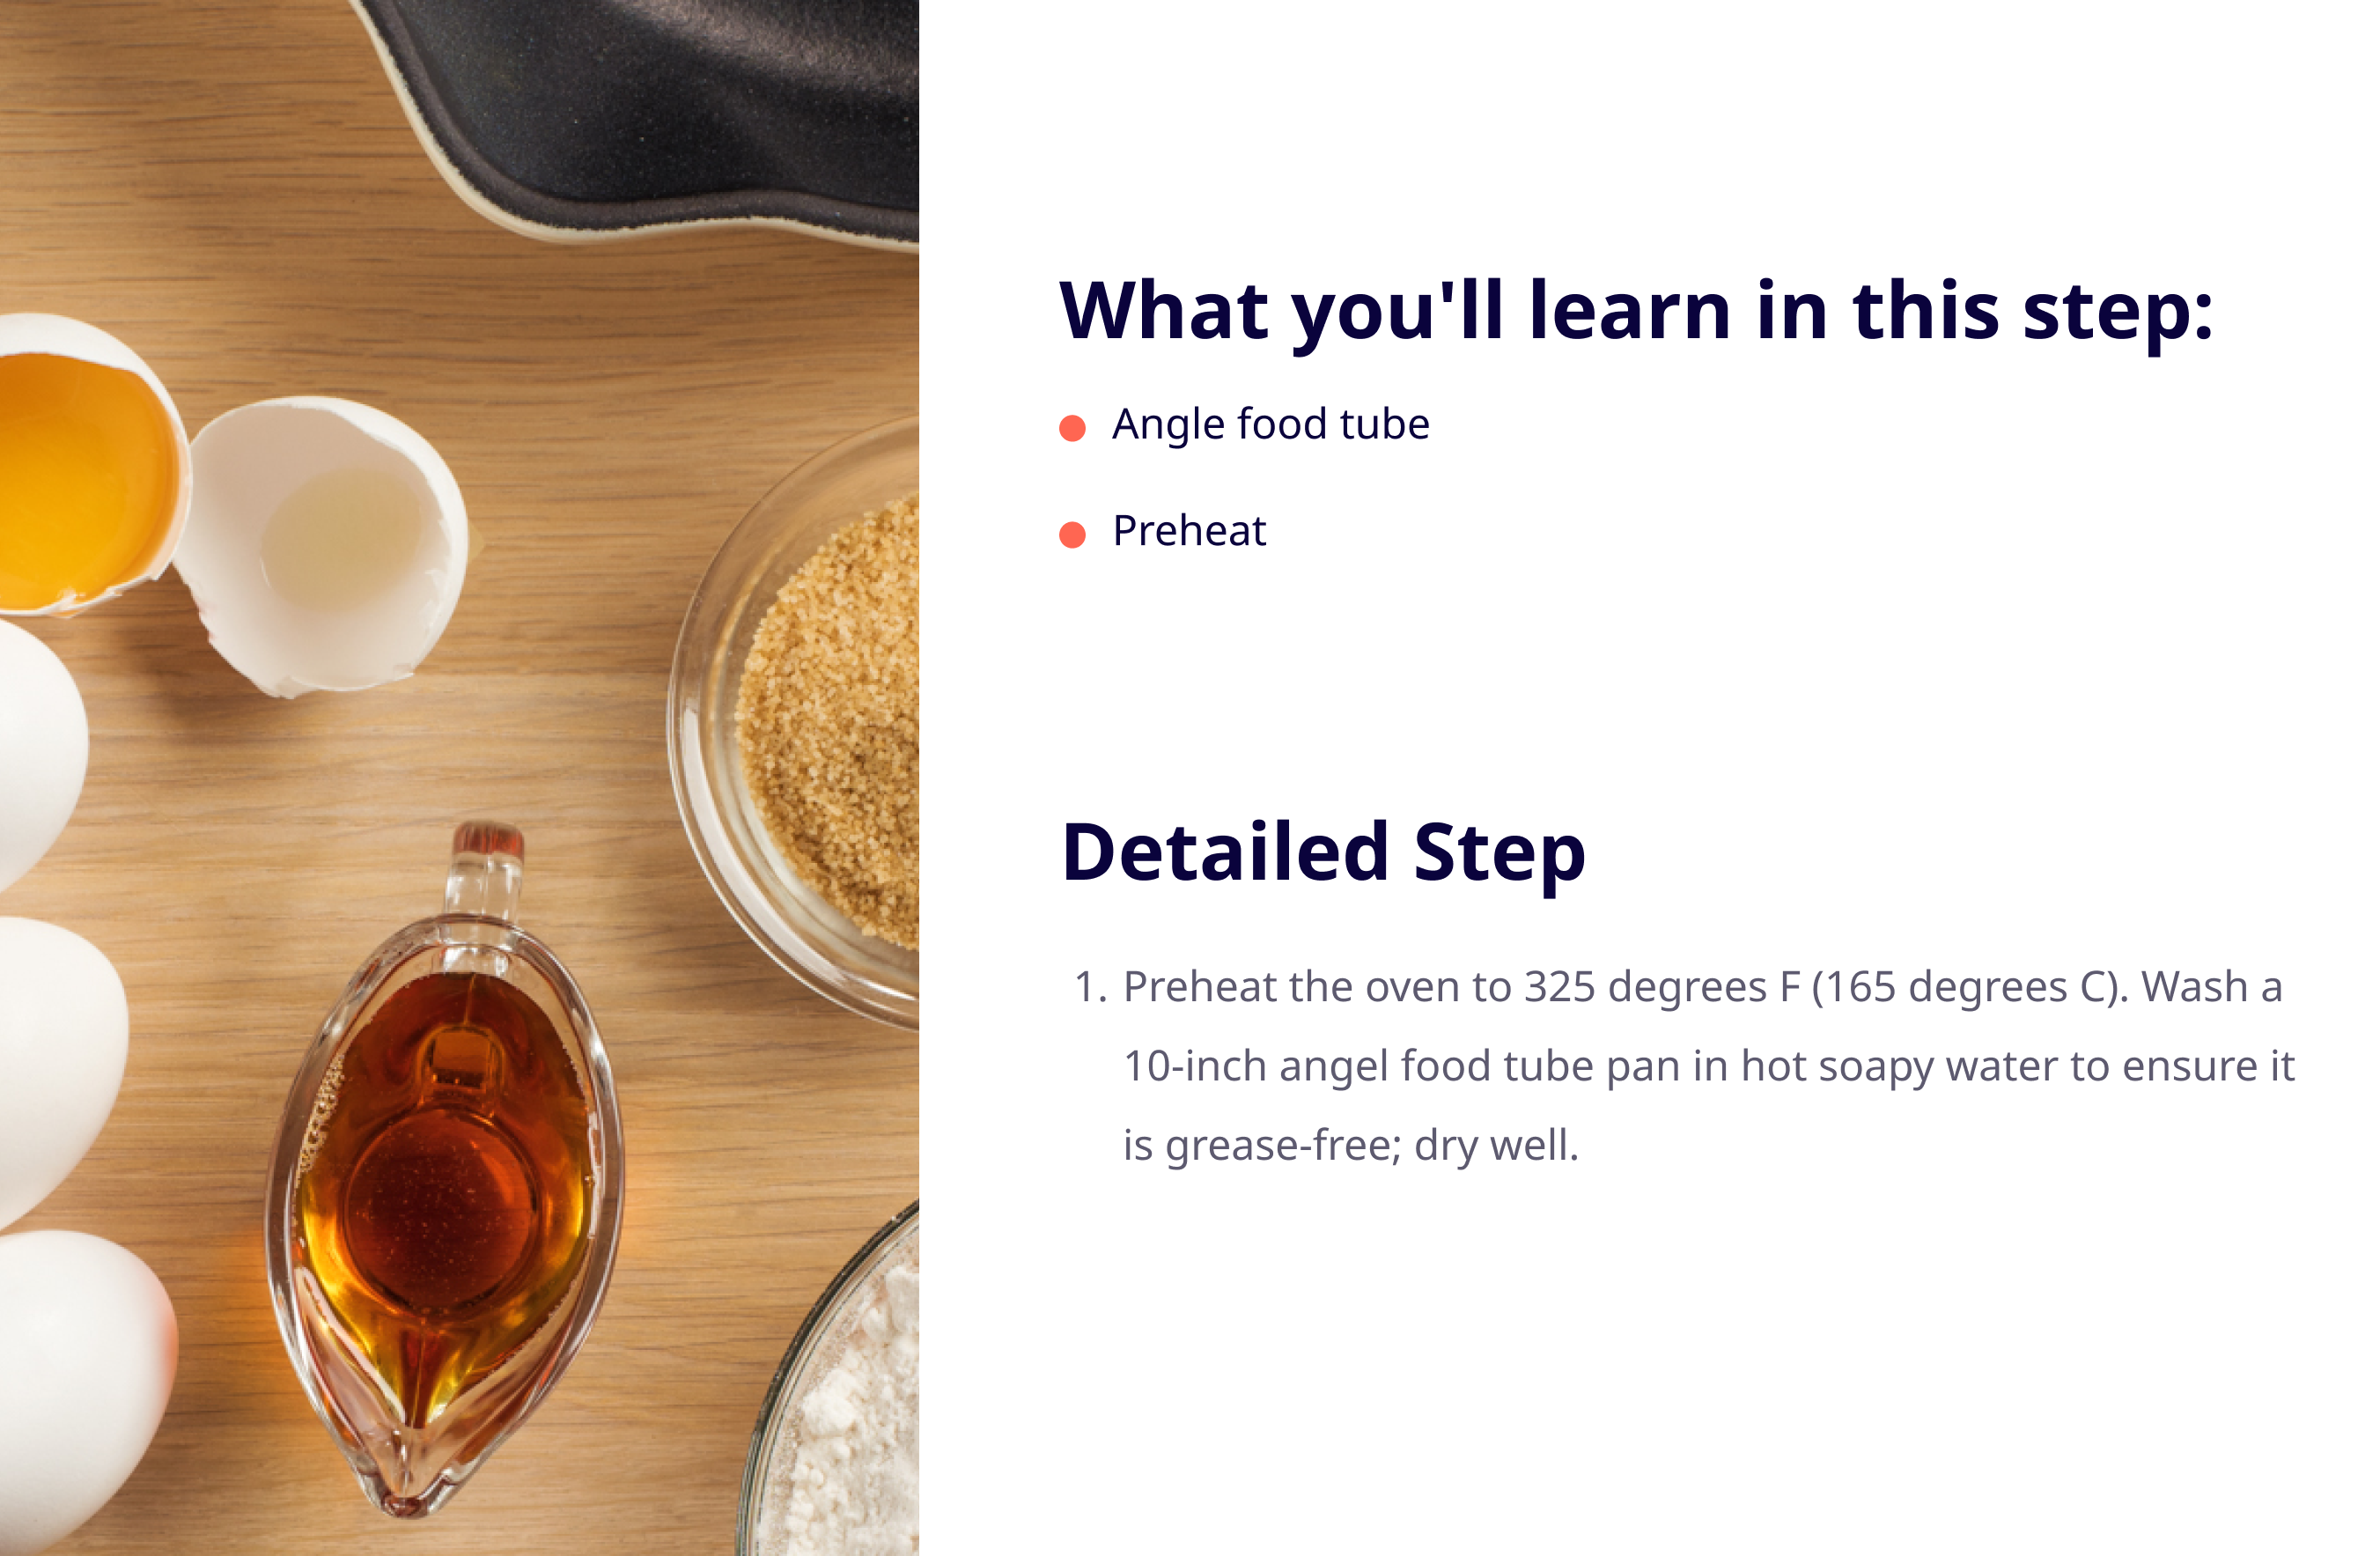 What you'll learn in this step:
Angle food tube
Preheat
Detailed Step
1. Preheat the oven to 325 degrees F (165 degrees C). Wash a
10-inch angel food tube pan in hot soapy water to ensure it
is grease-free; dry well.